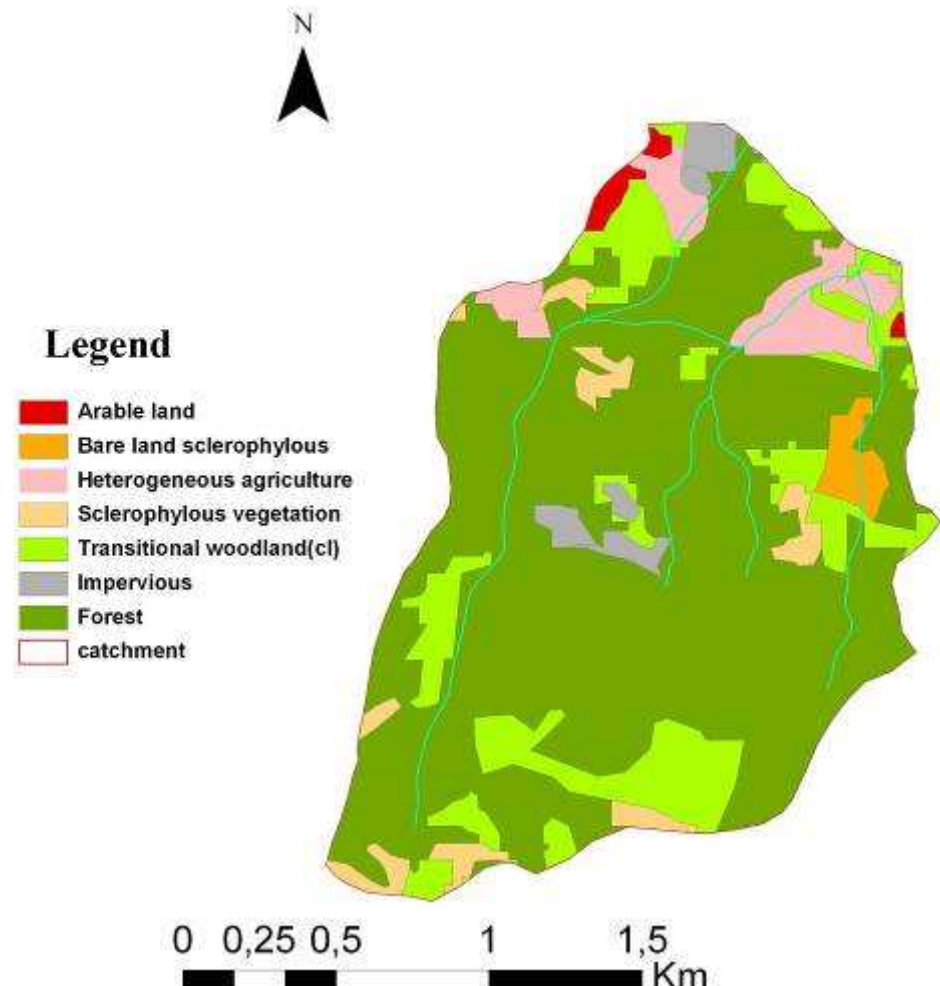 N
Legend
Arable land
Bare land sclerophylous
Heterogeneous agriculture
Sclerophylous vegetation
Transitional woodland(cl)
Impervious
Forest
catchment
0 0,25 0,5 1 1,5
Km